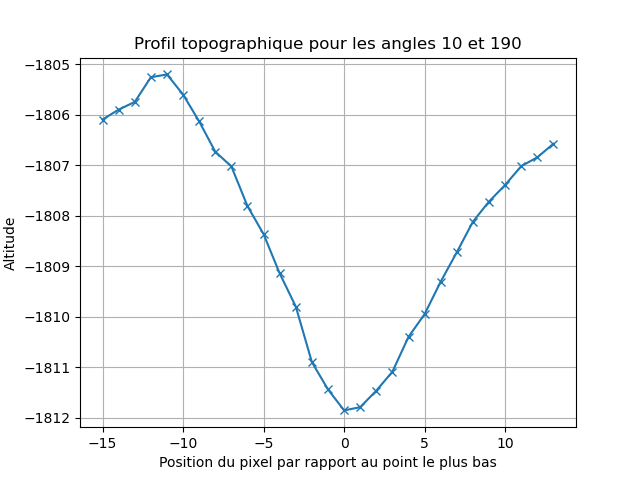 Profil topographique pour les angles 10 et 190
Altitude
−1805
−1806
−1807
−1808
−1809
−1810
−1811
−1812
−15 −10 −5 0 5 10
Position du pixel par rapport au point le plus bas